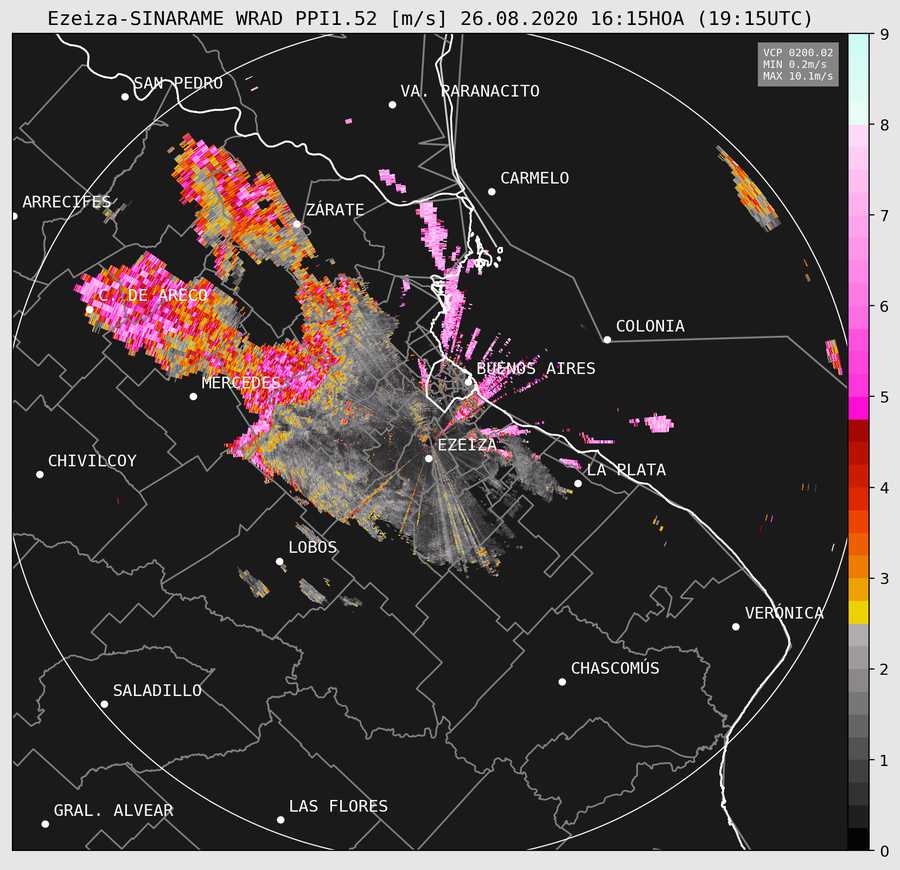 Ezeiza-SINARAME WRAD PPI1.52 [m/s] 26.08.2020 16:15HOA (19:15UTC)
VCP 0200.02
MIN 0.2m/s
MAX 10.1m/s
SAN PEDRO
VA. PARANACITO
CARMELO
ARRECIFES
ZÁRATE
C. DE ARECO
COLONIA
BUENOS AIRES
MERCEDES
EZEIZA
CHIVILCOY
LA PLATA
LOBOS
VERÓNICA
CHASCOMÚS
SALADILLO
GRAL. ALVEAR
LAS FLORES
9
8
7
6
5
4
3
2
1
0